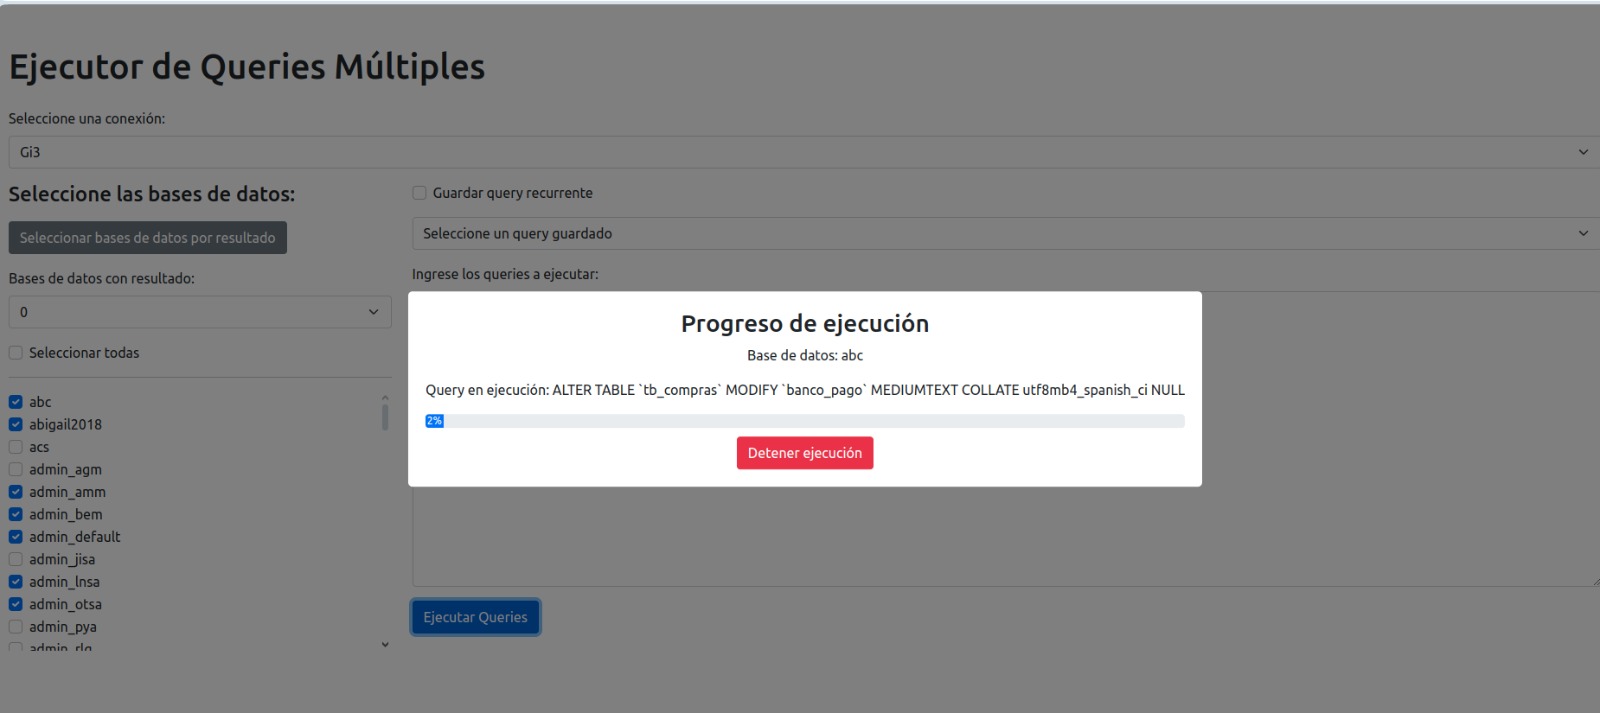 Ejecutor de Queries Múltiples
Seleccione una conexión:
Gi3
Seleccione las bases de datos:
Seleccionar bases de datos por resultado
Bases de datos con resultado:
0
Seleccionar todas
abc
abigail2018
acs
admin_agm
admin_amm
admin_bem
admin_default
admin_jisa
admin_lnsa
admin_otsa
admin_pya
admin_rlg
Guardar query recurrente
Seleccione un query guardado
Ingrese los queries a ejecutar:
Progreso de ejecución
Base de datos: abc
Query en ejecución: ALTER TABLE `tb_compras` MODIFY `banco_pago` MEDIUMTEXT COLLATE utf8mb4_spanish_ci NULL
2%
Detener ejecución
Ejecutar Queries